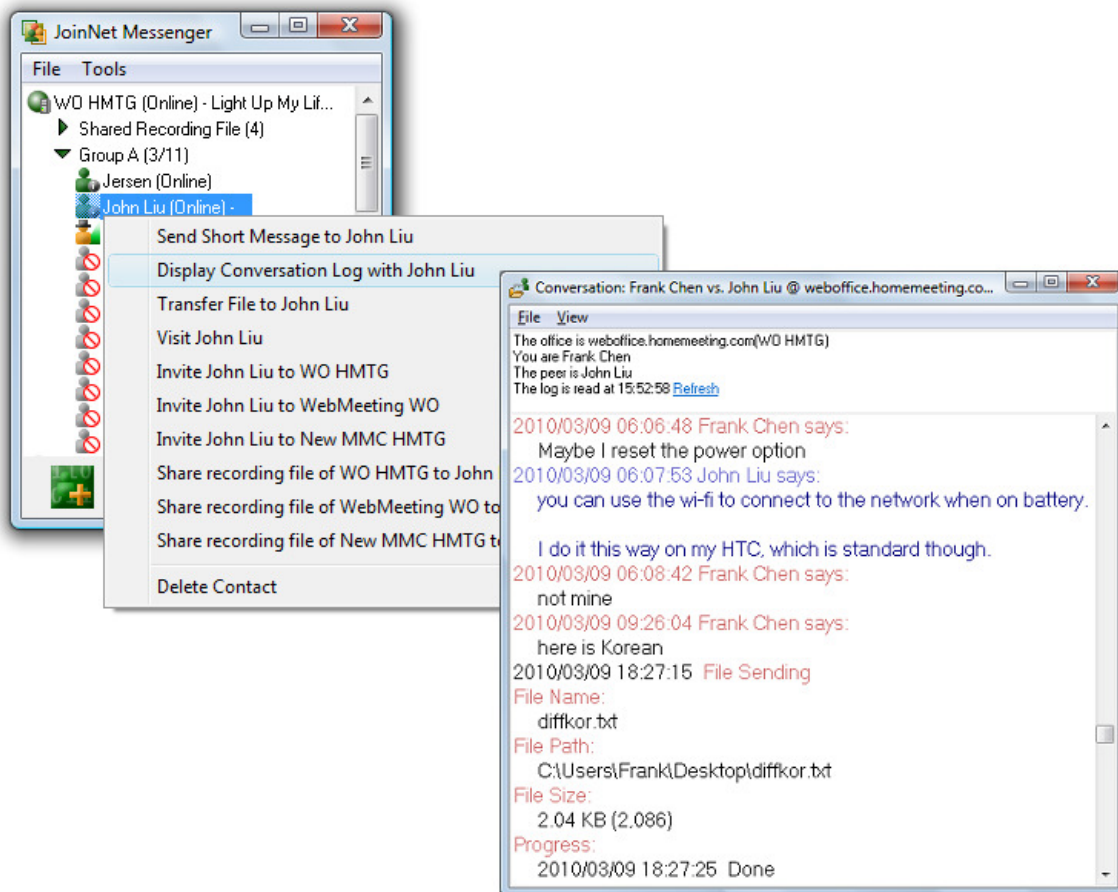 JoinNet Messenger
File Tools
WO HMTG (Online) - Light Up My Lif...
Shared Recording File (4)
Group A (3/11)
Jersen (Online)
John Liu (Online) -
Send Short Message to John Liu
Display Conversation Log with John Liu
Transfer File to John Liu
Visit John Liu
Invite John Liu to WO HMTG
Invite John Liu to WebMeeting WO
Invite John Liu to New MMC HMTG
Share recording file of WO HMTG to John
Share recording file of WebMeeting WO to
Share recording file of New MMC HMTG to
Delete Contact
Conversation: Frank Chen vs. John Liu @ weboffice.homemeeting.co...
File View
The office is weboffice.homemeeting.com(WO HMTG)
You are Frank Chen
The peer is John Liu
The log is read at 15:52:58 Refresh
2010/03/09 06:06:48 Frank Chen says:
Maybe I reset the power option
2010/03/09 06:07:53 John Liu says:
you can use the wi-fi to connect to the network when on battery.
I do it this way on my HTC, which is standard though.
2010/03/09 06:08:42 Frank Chen says:
not mine
2010/03/09 09:26:04 Frank Chen says:
here is Korean
2010/03/09 18:27:15 File Sending
File Name:
diffkor.txt
File Path:
C:\Users\Frank\Desktop\diffkor.txt
File Size:
2.04 KB (2,086)
Progress:
2010/03/09 18:27:25 Done